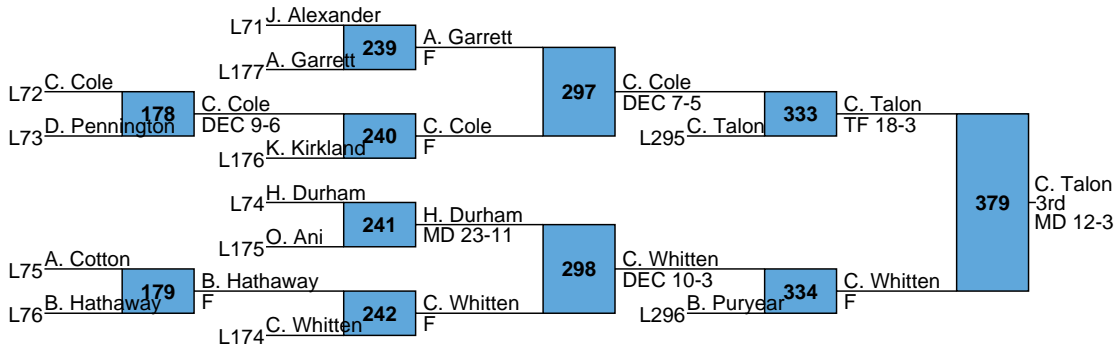 J. Alexander
L71
239
A. Garrett
F
L177
A. Garrett
C. Cole
L72
178
C. Cole
DEC 9-6
L73
D. Pennington
240
C. Cole
F
L176
K. Kirkland
297
C. Cole
DEC 7-5
L295
C. Talon
333
C. Talon
TF 18-3
H. Durham
L74
241
H. Durham
MD 23-11
L175
O. Ani
A. Cotton
L75
179
B. Hathaway
F
L76
B. Hathaway
242
C. Whitten
F
L174
C. Whitten
298
C. Whitten
DEC 10-3
L296
B. Puryear
334
C. Whitten
F
379
C. Talon
3rd
MD 12-3